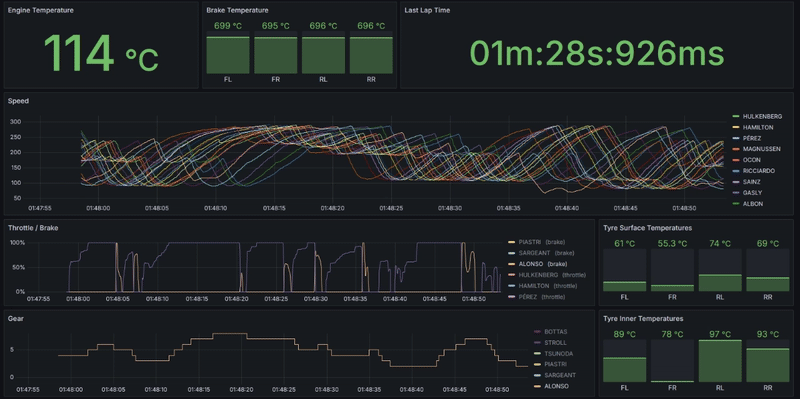 Engine Temperature
114 °C
Brake Temperature
699 °C 695 °C 696 °C 696 °C
FL FR RL RR
Last Lap Time
01m:28s:926ms
Speed
300
250
200
150
100
50
01:47:55 01:48:00 01:48:05 01:48:10 01:48:15 01:48:20 01:48:25 01:48:30 01:48:35 01:48:40 01:48:45 01:48:50
HULKENBERG
HAMILTON
PÉREZ
MAGNUSSEN
OCON
RICCIARDO
SAINZ
GASLY
ALBON
Throttle / Brake
100%
50%
0%
01:47:55 01:48:00 01:48:05 01:48:10 01:48:15 01:48:20 01:48:25 01:48:30 01:48:35 01:48:40 01:48:45 01:48:50
PIASTRI (brake)
SARGEANT (brake)
ALONSO (brake)
HULKENBERG (throttle)
HAMILTON (throttle)
PÉREZ (throttle)
Tyre Surface Temperatures
61 °C 55.3 °C 74 °C 69 °C
FL FR RL RR
Gear
5
0
01:47:55 01:48:00 01:48:05 01:48:10 01:48:15 01:48:20 01:48:25 01:48:30 01:48:35 01:48:40 01:48:45 01:48:50
BOTTAS
STROLL
TSUNODA
PIASTRI
SARGEANT
ALONSO
Tyre Inner Temperatures
89 °C 78 °C 97 °C 93 °C
FL FR RL RR